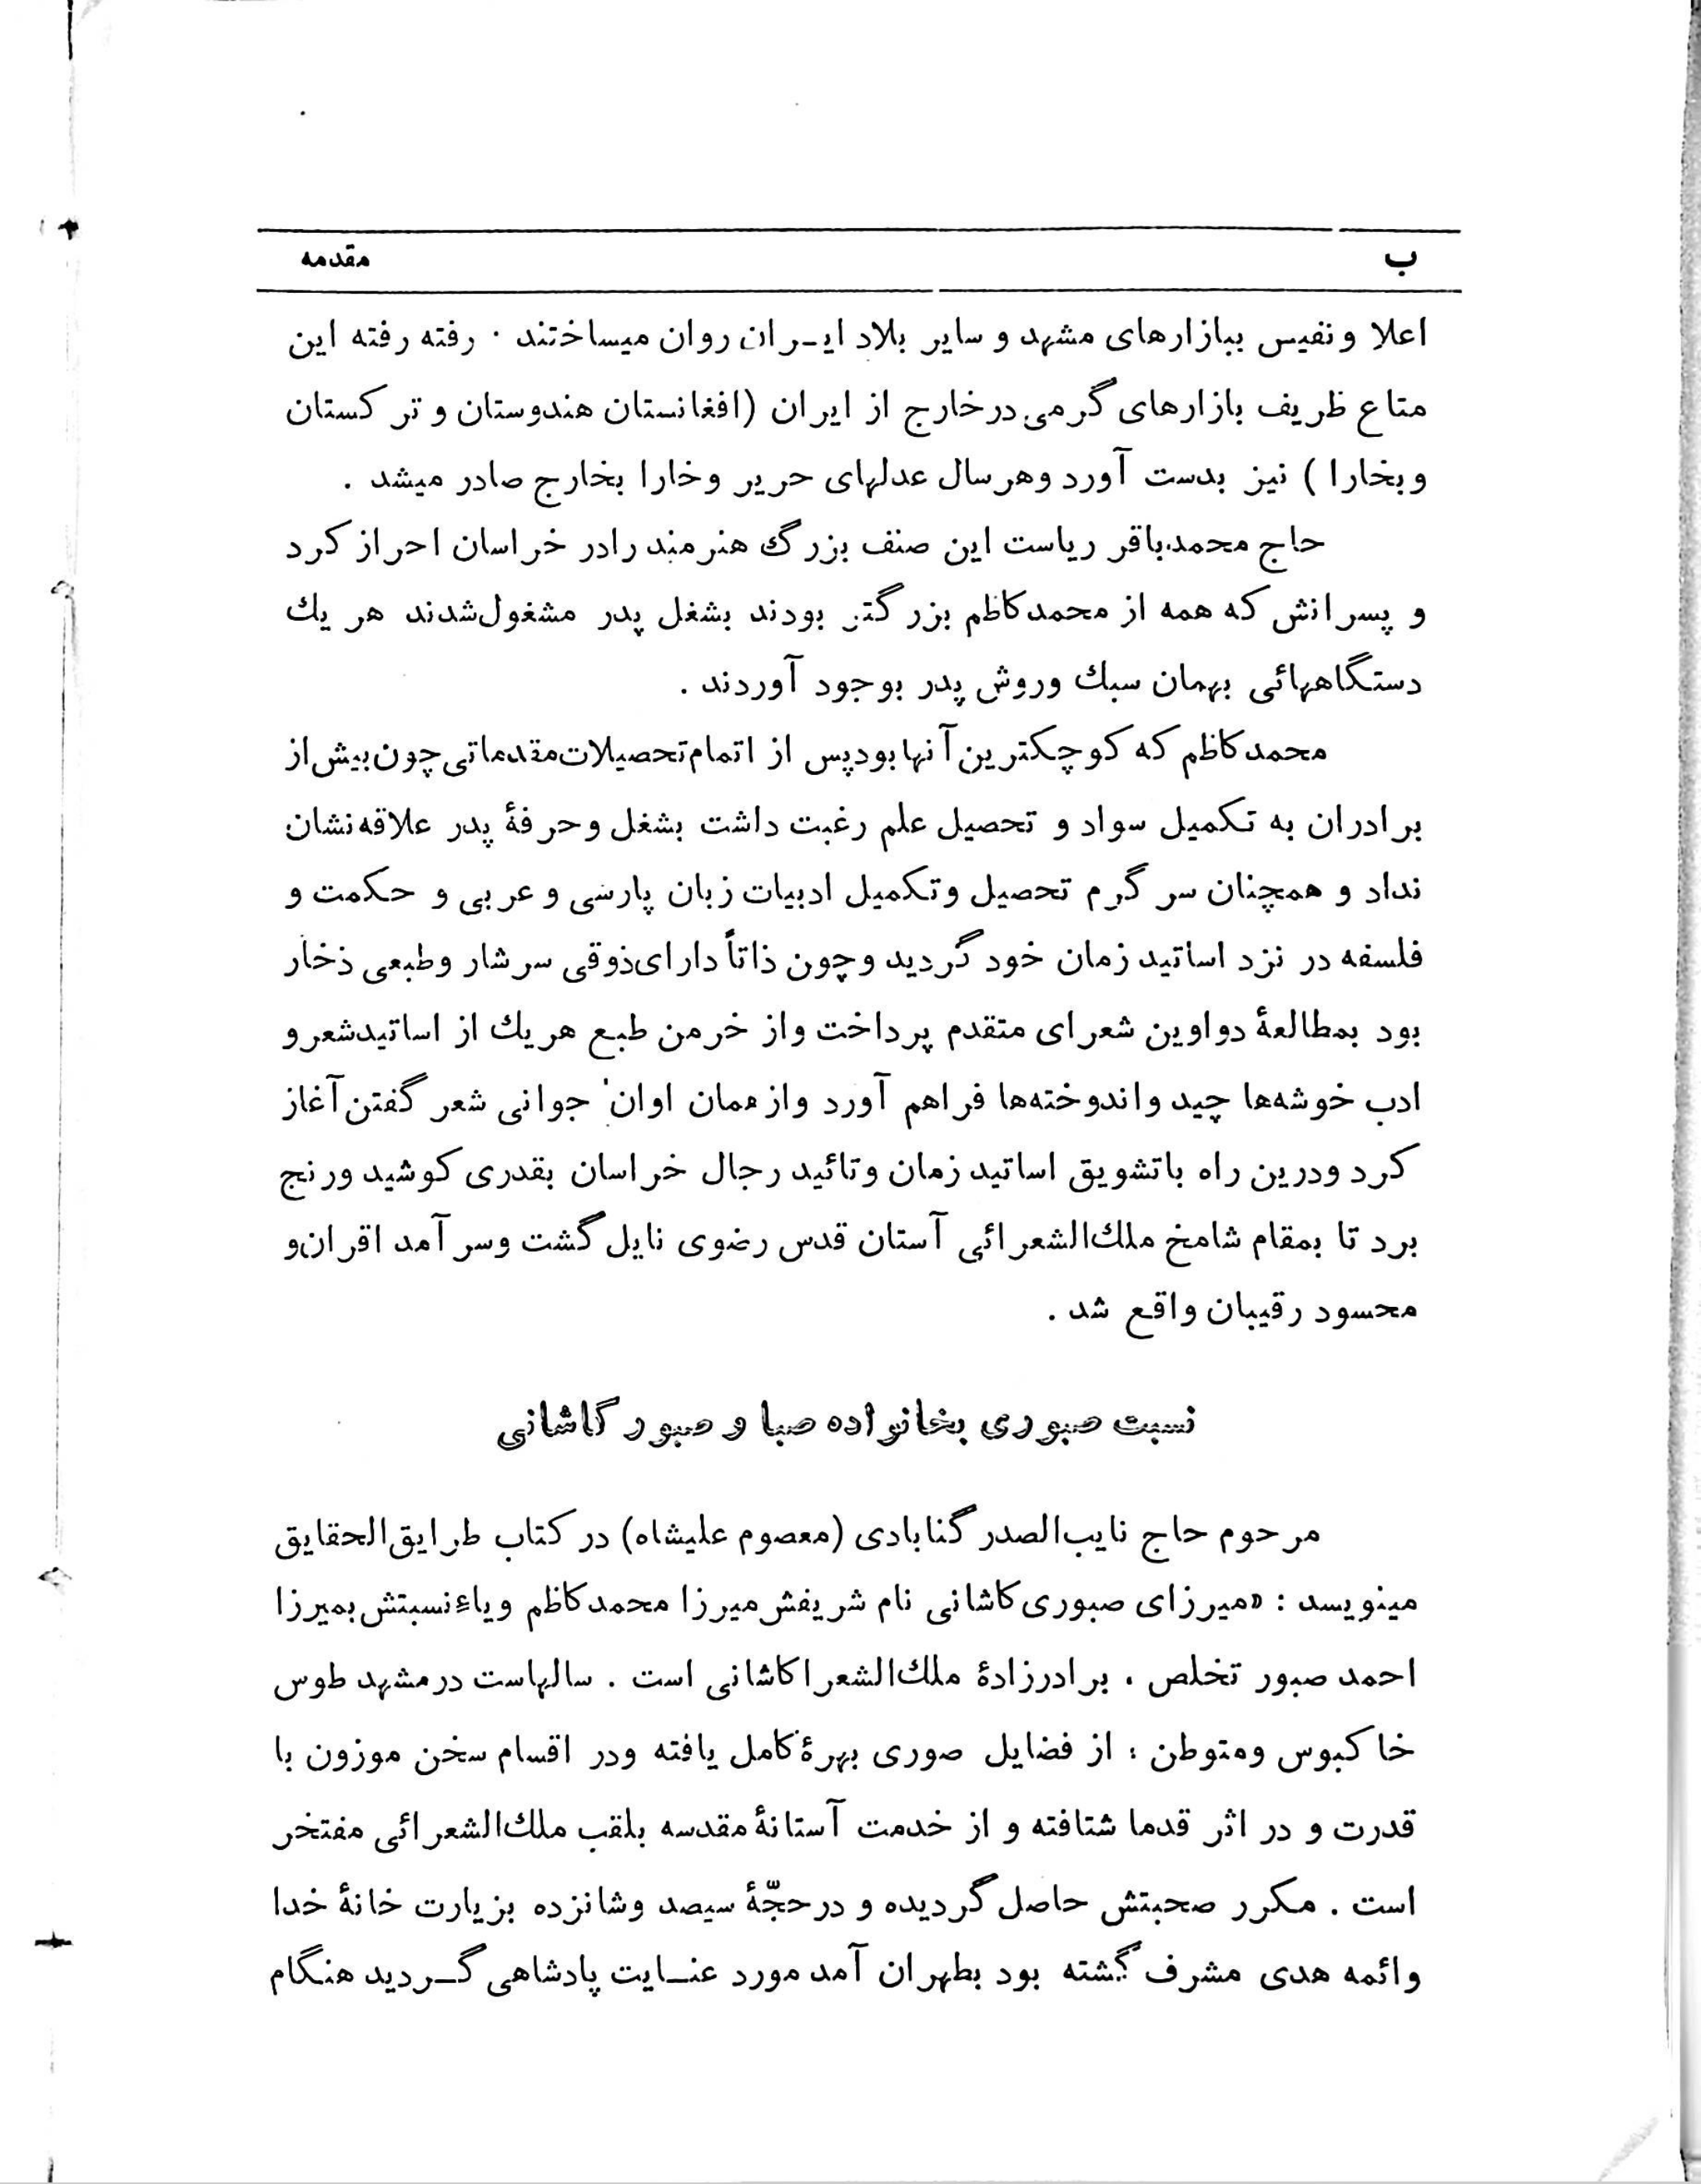 ب مقدمه
اعلا و نفیس ببازارهای مشهد و سایر بلاد ایـران روان میساختند . رفته رفته این
متاع ظریف بازارهای گرمی درخارج از ایران (افغانستان هندوستان و ترکستان
و بخارا ) نیز بدست آورد وهرسال عدلهای حریر وخارا بخارج صادر میشد .
حاج محمدباقر ریاست این صنف بزرگ هنرمند رادر خراسان احراز کرد
و پسرانش که همه از محمدکاظم بزرگتر بودند بشغل پدر مشغول‌شدند هر یك
دستگاههائی بهمان سبك وروش پدر بوجود آوردند .
محمدکاظم که کوچکترین آنها بودپس از اتمام‌تحصیلات‌مقدماتی‌چون‌بیش‌از
برادران به تکمیل سواد و تحصیل علم رغبت داشت بشغل وحرفهٔ پدر علاقه‌نشان
نداد و همچنان سرگرم تحصیل وتکمیل ادبیات زبان پارسی و عربی و حکمت و
فلسفه در نزد اساتید زمان خود گردید وچون ذاتاً دارای‌ذوقی سرشار وطبعی ذخار
بود بمطالعهٔ دواوین شعرای متقدم پرداخت واز خرمن طبع هریك از اساتیدشعرو
ادب خوشه‌ها چید واندوخته‌ها فراهم آورد وازهمان اوان جوانی شعر گفتن آغاز
کرد ودرین راه باتشویق اساتید زمان وتائید رجال خراسان بقدری کوشید ورنج
برد تا بمقام شامخ ملك‌الشعرائی آستان قدس رضوی نایل گشت وسرآمد اقران‌و
محسود رقیبان واقع شد .
نسبت صبوری بخانواده صبا و صبور کاشانی
مرحوم حاج نایب‌الصدر گنابادی (معصوم علیشاه) در کتاب طرایق‌الحقایق
مینویسد : «میرزای صبوری‌کاشانی نام شریفش میرزا محمدکاظم ویاءنسبتش بمیرزا
احمد صبور تخلص ، برادرزادهٔ ملك‌الشعراکاشانی است . سالهاست درمشهد طوس
خاکبوس ومتوطن ؛ از فضایل صوری بهرهٔ‌کامل یافته ودر اقسام سخن موزون با
قدرت و در اثر قدما شتافته و از خدمت آستانهٔ مقدسه بلقب ملك‌الشعرائی مفتخر
است . مکرر صحبتش حاصل گردیده و درحجّهٔ سیصد وشانزده بزیارت خانهٔ خدا
وائمه هدی مشرف گشته بود بطهران آمد مورد عنـایت پادشاهی گـردید هنگام